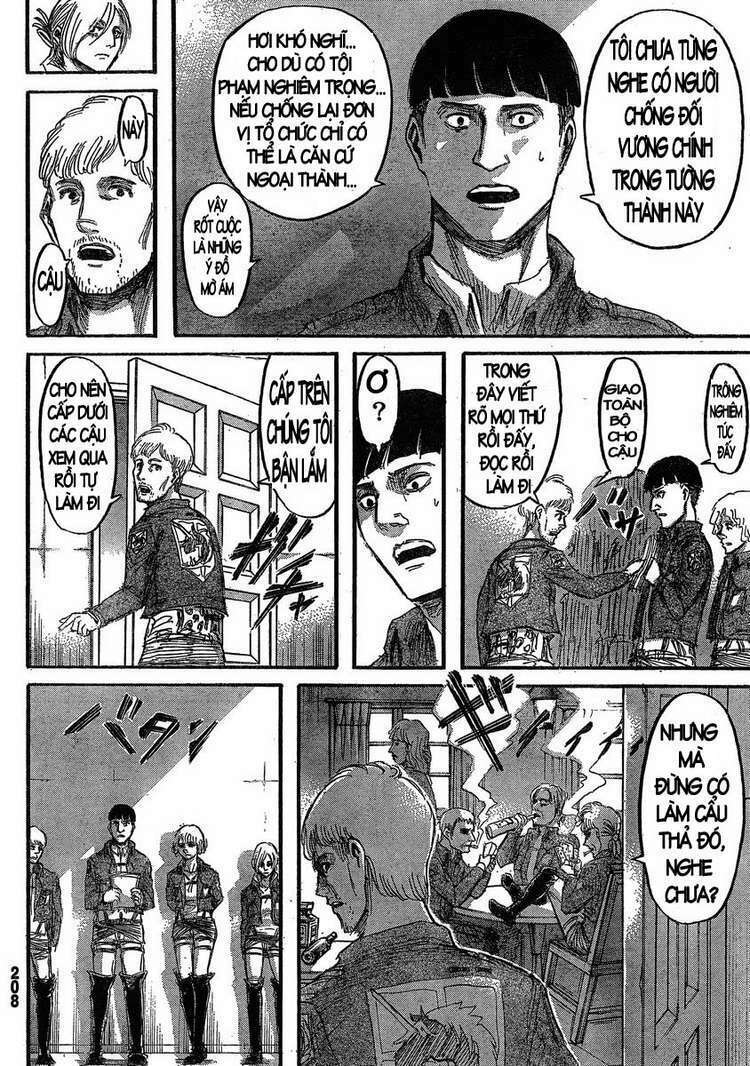 TÔI CHƯA TỪNG
NGHE CÓ NGƯỜI
CHỐNG ĐỐI
VƯƠNG CHÍNH
TRONG TƯỜNG
THÀNH NÀY
HƠI KHÓ NGHĨ...
CHO DÙ CÓ TỘI
PHẠM NGHIÊM TRỌNG...
NẾU CHỐNG LẠI ĐƠN
VỊ TỔ CHỨC CHỈ CÓ
THỂ LÀ CĂN CỨ
NGOẠI THÀNH...
VẬY
RỐT CUỘC
LÀ NHỮNG
Ý ĐỒ
MỜ ÁM
NÀY
CẬU
TRÔNG
NGHIÊM
TÚC
ĐẤY
GIAO
TOÀN
BỘ CHO
CẬU
TRONG
ĐÂY VIẾT
RÕ MỌI THỨ
RỒI ĐẤY,
ĐỌC RỒI
LÀM ĐI
バサ
Ơ
?
CẤP TRÊN
CHÚNG TÔI
BẬN LẮM
CHO NÊN
CẤP DƯỚI
CÁC CẬU
XEM QUA
RỒI TỰ
LÀM ĐI
NHƯNG
MÀ
ĐỪNG CÓ
LÀM CẨU
THẢ ĐÓ,
NGHE
CHƯA?
バタン
208